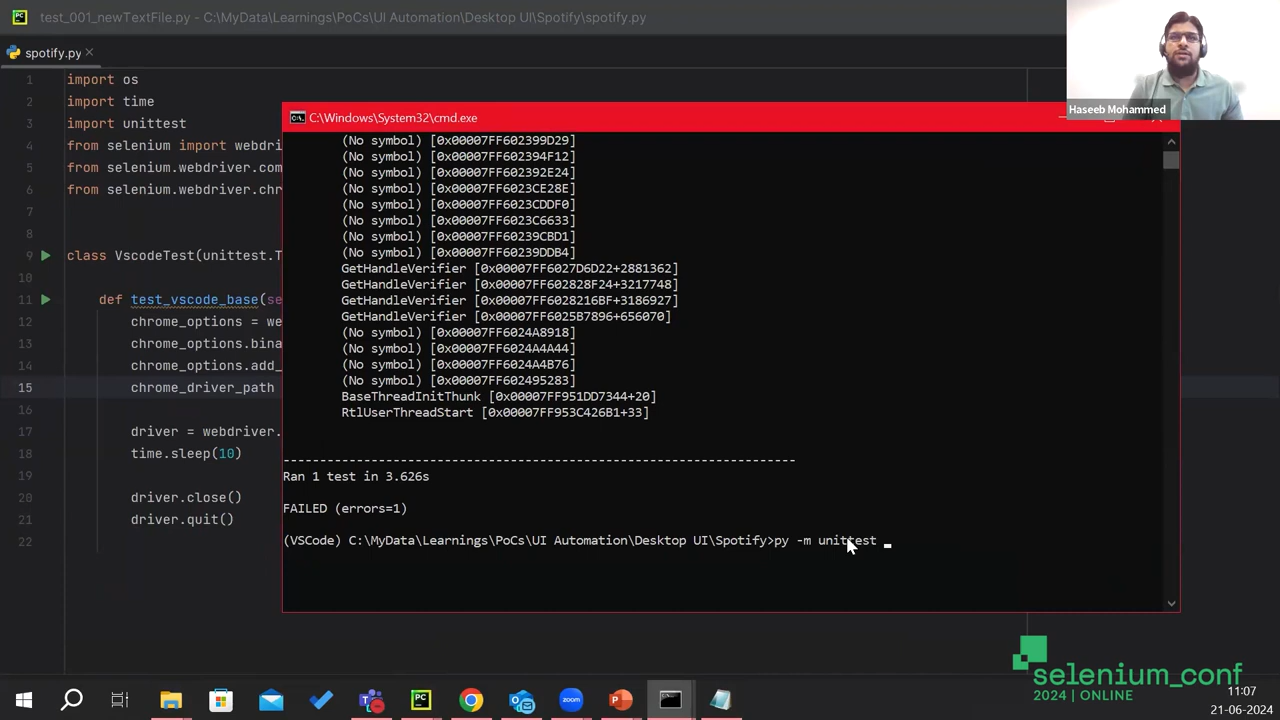 test_001_newTextFile.py - C:\MyData\Learnings\PoCs\UI Automation\Desktop UI\Spotify\spotify.py
spotify.py
1 import os
2 import time
3 import unittest
4 from selenium import webdri
5 from selenium.webdriver.com
6 from selenium.webdriver.chr
7
8
9 class VscodeTest(unittest.T
10
11 def test_vscode_base(se
12 chrome_options = we
13 chrome_options.bina
14 chrome_options.add_
15 chrome_driver_path
16
17 driver = webdriver.
18 time.sleep(10)
19
20 driver.close()
21 driver.quit()
22
C:\Windows\System32\cmd.exe
(No symbol) [0x00007FF602399D29]
(No symbol) [0x00007FF602394F12]
(No symbol) [0x00007FF602392E24]
(No symbol) [0x00007FF6023CE28E]
(No symbol) [0x00007FF6023CDDF0]
(No symbol) [0x00007FF6023C6633]
(No symbol) [0x00007FF60239CBD1]
(No symbol) [0x00007FF60239DDB4]
GetHandleVerifier [0x00007FF6027D6D22+2881362]
GetHandleVerifier [0x00007FF602828F24+3217748]
GetHandleVerifier [0x00007FF6028216BF+3186927]
GetHandleVerifier [0x00007FF6025B7896+656070]
(No symbol) [0x00007FF6024A8918]
(No symbol) [0x00007FF6024A4A44]
(No symbol) [0x00007FF6024A4B76]
(No symbol) [0x00007FF602495283]
BaseThreadInitThunk [0x00007FF951DD7344+20]
RtlUserThreadStart [0x00007FF953C426B1+33]
----------------------------------------------------------------------
Ran 1 test in 3.626s
FAILED (errors=1)
(VSCode) C:\MyData\Learnings\PoCs\UI Automation\Desktop UI\Spotify>py -m unittest
Haseeb Mohammed
selenium_conf
2024 | ONLINE
zoom
11:07
21-06-2024